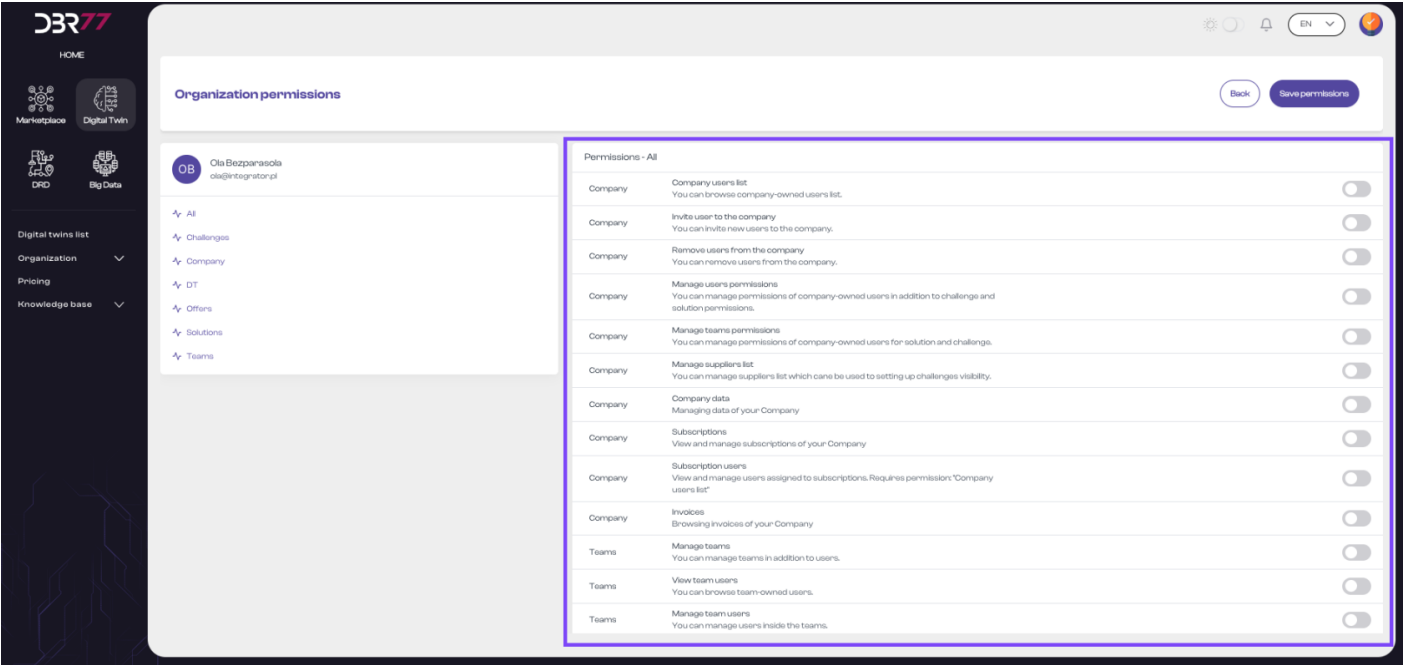 DBR77
EN
HOME
Marketplace
Digital Twin
DRD
Big Data
Digital twins list
Organization
Pricing
Knowledge base
Organization permissions
Back
Save permissions
OB
Ola Bezparasola
ola@integrator.pl
All
Challenges
Company
DT
Offers
Solutions
Teams
Permissions - All
Company
Company users list
You can browse company-owned users list.
Company
Invite user to the company
You can invite new users to the company.
Company
Remove users from the company
You can remove users from the company.
Company
Manage users permissions
You can manage permissions of company-owned users in addition to challenge and
solution permissions.
Company
Manage teams permissions
You can manage permissions of company-owned users for solution and challenge.
Company
Manage suppliers list
You can manage suppliers list which cane be used to setting up challenges visibility.
Company
Company data
Managing data of your Company
Company
Subscriptions
View and manage subscriptions of your Company
Company
Subscription users
View and manage users assigned to subscriptions. Requires permission: "Company
users list"
Company
Invoices
Browsing invoices of your Company
Teams
Manage teams
You can manage teams in addition to users.
Teams
View team users
You can browse team-owned users.
Teams
Manage team users
You can manage users inside the teams.